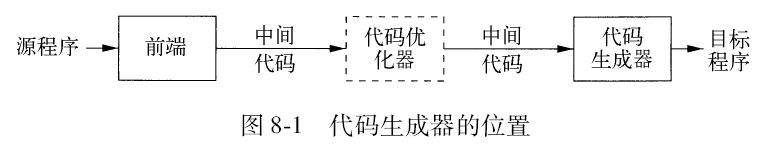 源程序
前端
中间
代码
代码优
化器
中间
代码
代码
生成器
目标
程序
图 8-1 代码生成器的位置